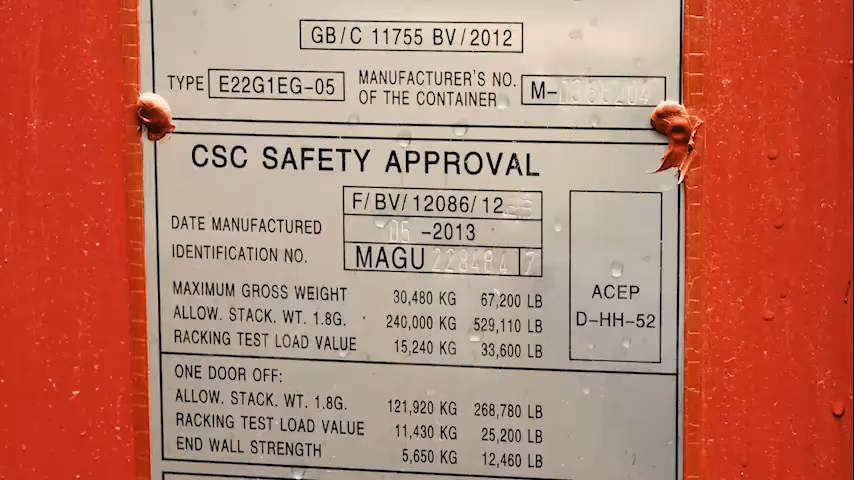 GB/C 11755 BV/2012
TYPE E22G1EG-05 MANUFACTURER'S NO. OF THE CONTAINER M-
CSC SAFETY APPROVAL
F/BV/12086/12
DATE MANUFACTURED 05 -2013
IDENTIFICATION NO. MAGU 228484 7
MAXIMUM GROSS WEIGHT 30,480 KG 67,200 LB
ALLOW. STACK. WT. 1.8G. 240,000 KG 529,110 LB
RACKING TEST LOAD VALUE 15,240 KG 33,600 LB
ACEP
D-HH-52
ONE DOOR OFF:
ALLOW. STACK. WT. 1.8G. 121,920 KG 268,780 LB
RACKING TEST LOAD VALUE 11,430 KG 25,200 LB
END WALL STRENGTH 5,650 KG 12,460 LB